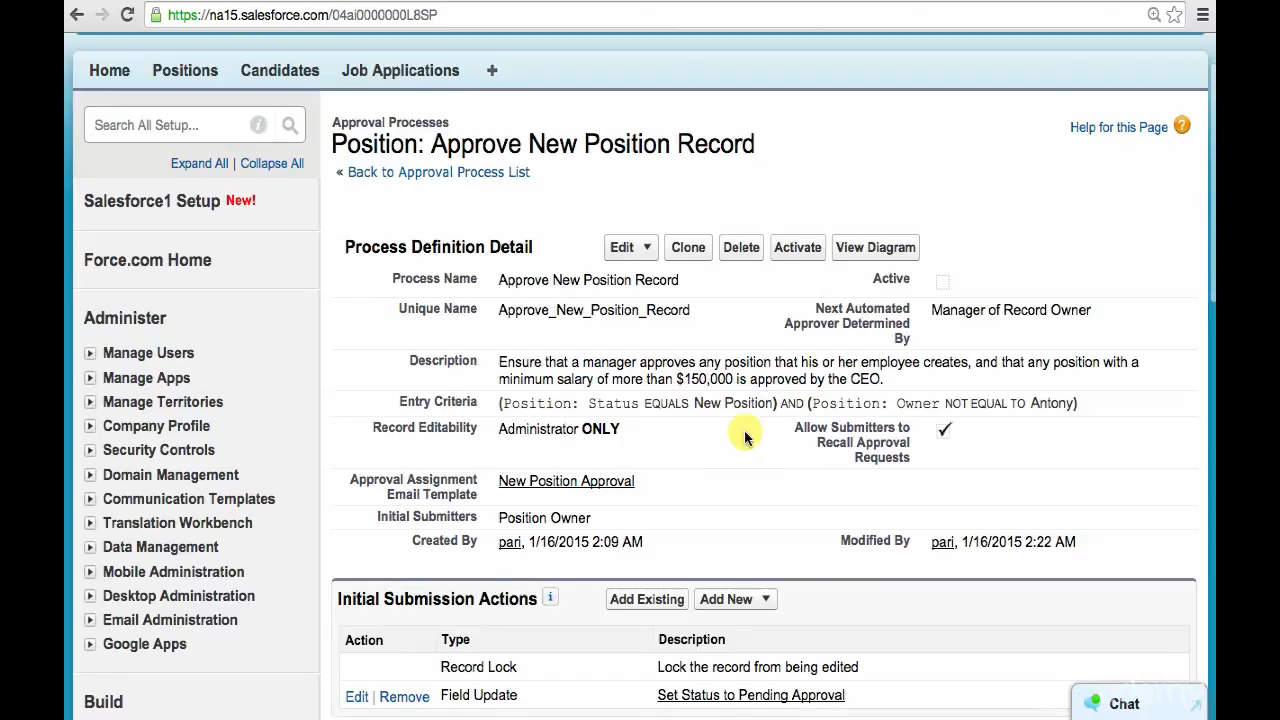 https://na15.salesforce.com/04ai0000000L8SP
Home Positions Candidates Job Applications +
Search All Setup...
Expand All | Collapse All
Salesforce1 Setup New!
Force.com Home
Administer
Manage Users
Manage Apps
Manage Territories
Company Profile
Security Controls
Domain Management
Communication Templates
Translation Workbench
Data Management
Mobile Administration
Desktop Administration
Email Administration
Google Apps
Build
Approval Processes
Position: Approve New Position Record
« Back to Approval Process List
Help for this Page ?
Process Definition Detail Edit Clone Delete Activate View Diagram
Process Name Approve New Position Record Active
Unique Name Approve_New_Position_Record Next Automated
Approver Determined
By Manager of Record Owner
Description Ensure that a manager approves any position that his or her employee creates, and that any position with a
minimum salary of more than $150,000 is approved by the CEO.
Entry Criteria (Position: Status EQUALS New Position) AND (Position: Owner NOT EQUAL TO Antony)
Record Editability Administrator ONLY Allow Submitters to
Recall Approval
Requests
Approval Assignment
Email Template New Position Approval
Initial Submitters Position Owner
Created By pari, 1/16/2015 2:09 AM Modified By pari, 1/16/2015 2:22 AM
Initial Submission Actions i Add Existing Add New
Action Type Description
Record Lock Lock the record from being edited
Edit | Remove Field Update Set Status to Pending Approval
Chat